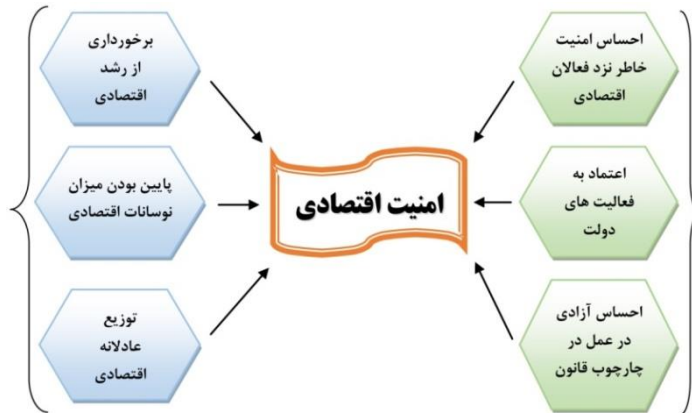 احساس امنیت
خاطر نزد فعالان
اقتصادی
اعتماد به
فعالیت های
دولت
احساس آزادی
در عمل در
چارچوب قانون
امنیت اقتصادی
برخورداری
از رشد
اقتصادی
پایین بودن میزان
نوسانات اقتصادی
توزیع
عادلانه
اقتصادی